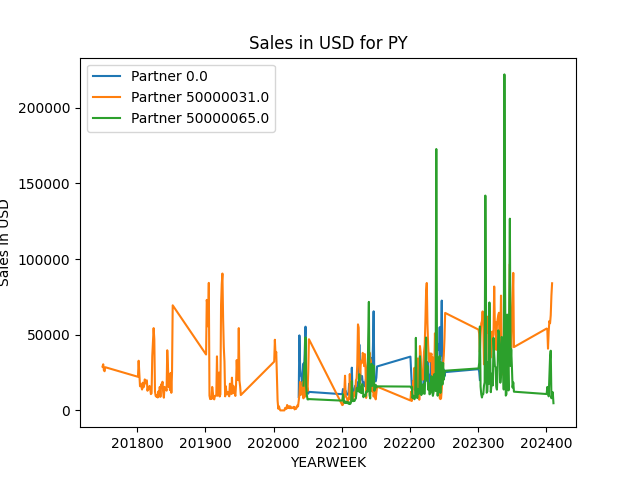 Sales in USD for PY
Partner 0.0
Partner 50000031.0
Partner 50000065.0
200000
150000
100000
50000
0
Sales in USD
201800 201900 202000 202100 202200 202300 202400
YEARWEEK